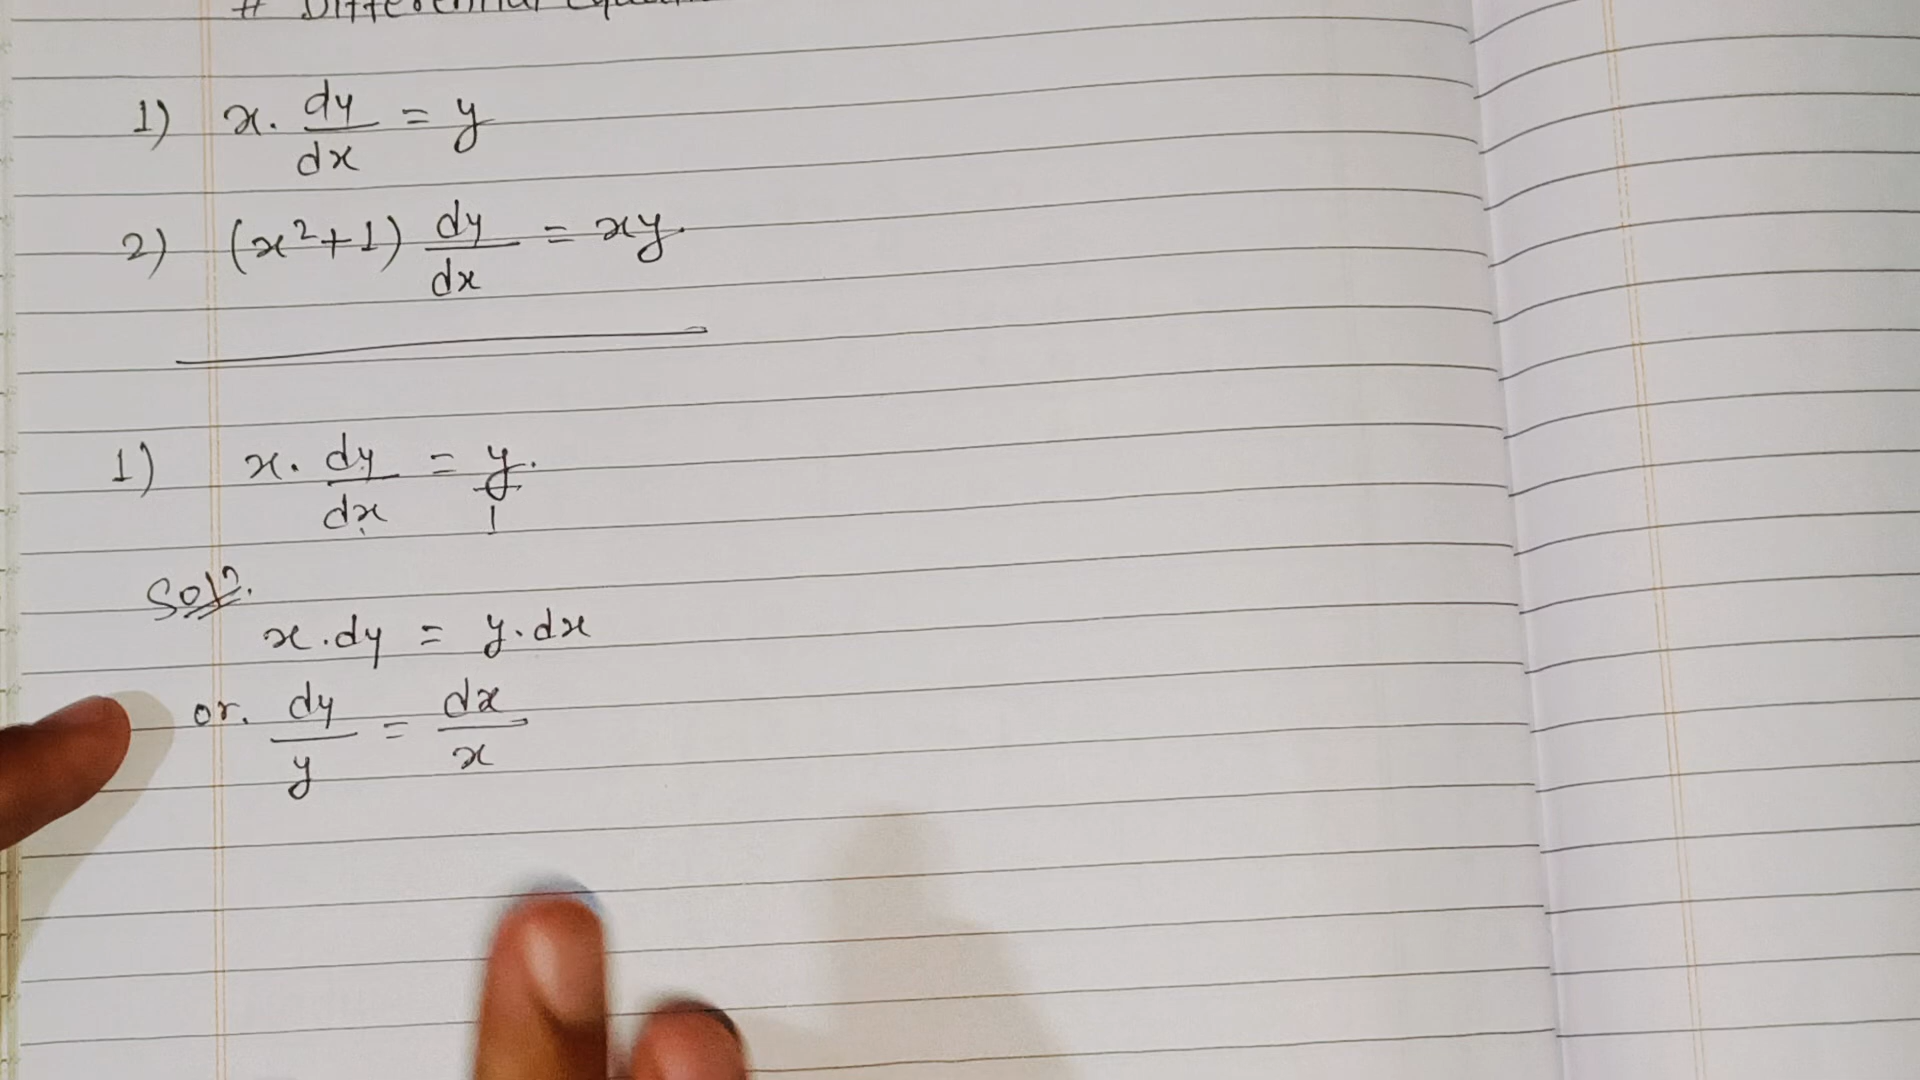 # Differential
1) x. dy/dx = y
2) (x²+1) dy/dx = xy.
1) x. dy/dx = y/1.
Solⁿ.
x.dy = y.dx
or. dy/y = dx/x